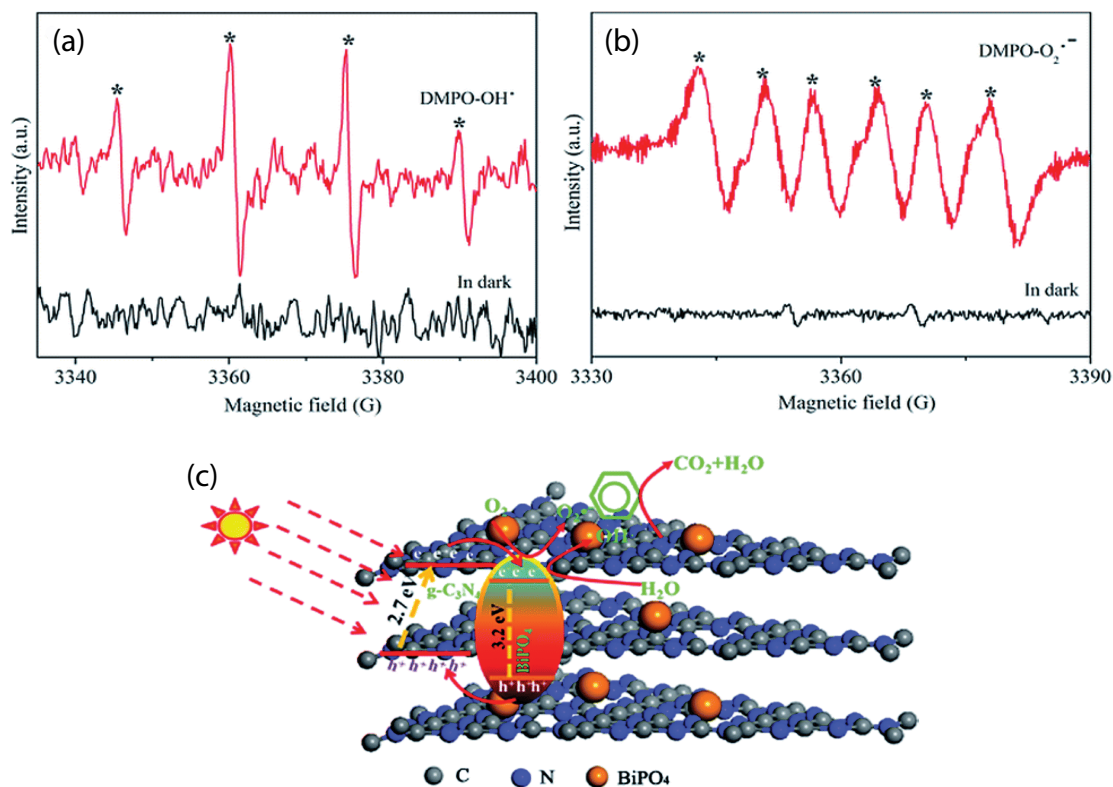 (a)
* * * *
DMPO-OH•
In dark
Intensity (a.u.)
3340 3360 3380 3400
Magnetic field (G)
(b)
* * * * * *
DMPO-O₂•⁻
In dark
Intensity (a.u.)
3330 3360 3390
Magnetic field (G)
(c)
CO₂+H₂O
O₂
OH
e⁻ e⁻ e⁻ e⁻
e⁻ e⁻ e⁻
g-C₃N₄
H₂O
2.7 eV
3.2 eV
BiPO₄
h⁺ h⁺ h⁺ h⁺
h⁺ h⁺ h⁺
C N BiPO₄